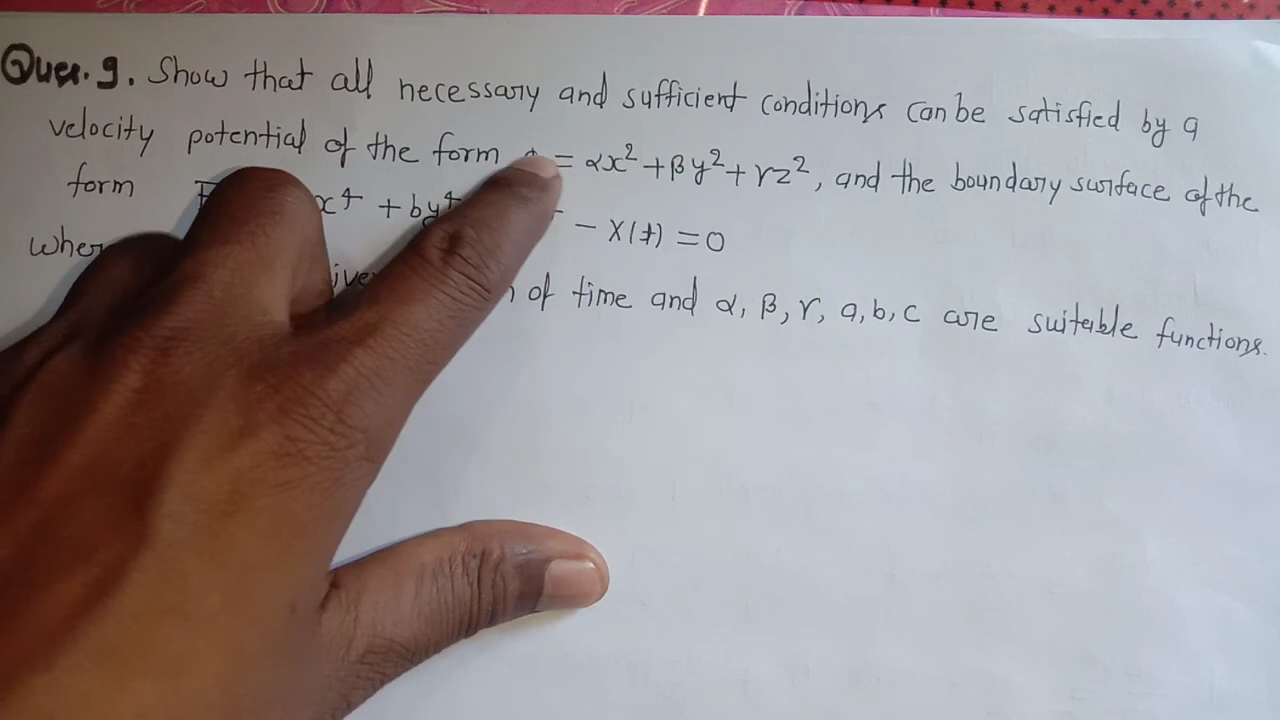 Ques.9. Show that all necessary and sufficient conditions can be satisfied by a
velocity potential of the form = αx² + βy² + rz², and the boundary surface of the
form x⁴ + by⁴ - X(t) = 0
of time and α, β, r, a, b, c are suitable functions.